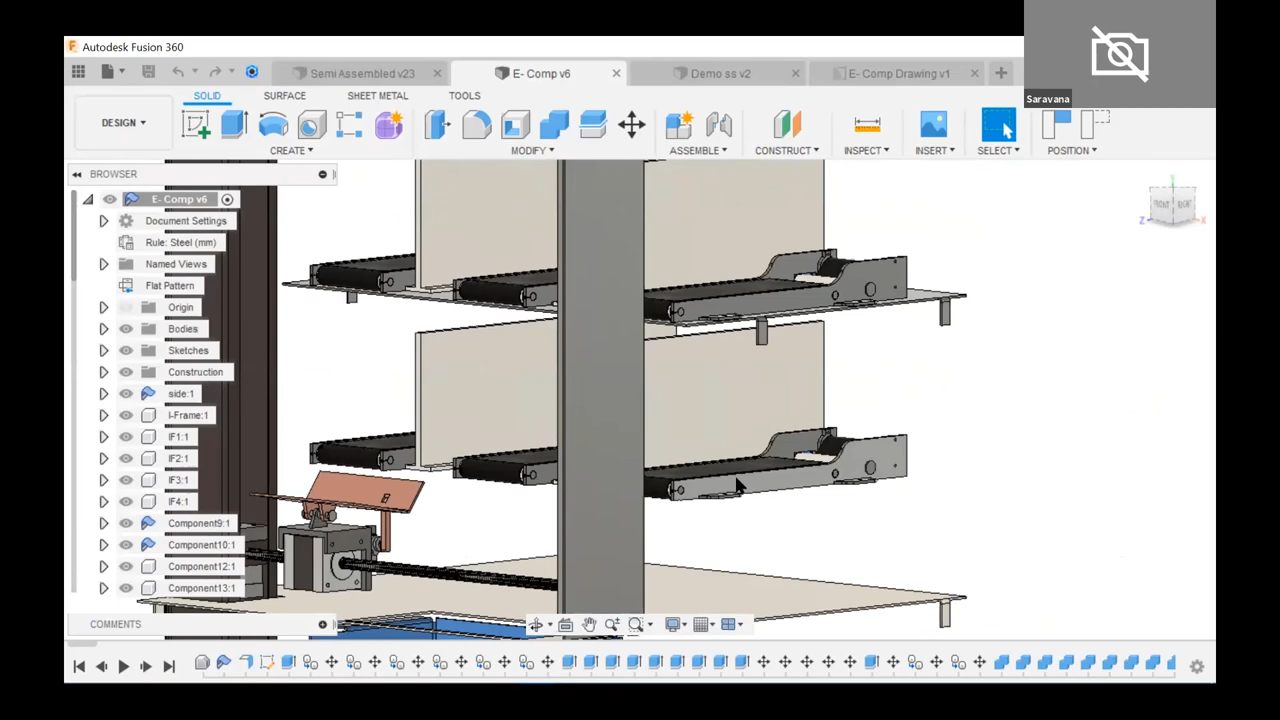 Autodesk Fusion 360
Semi Assembled v23
E- Comp v6
Demo ss v2
E- Comp Drawing v1
Saravana
SOLID
SURFACE
SHEET METAL
TOOLS
DESIGN
CREATE
MODIFY
ASSEMBLE
CONSTRUCT
INSPECT
INSERT
SELECT
POSITION
BROWSER
E- Comp v6
Document Settings
Rule: Steel (mm)
Named Views
Flat Pattern
Origin
Bodies
Sketches
Construction
side:1
I-Frame:1
IF1:1
IF2:1
IF3:1
IF4:1
Component9:1
Component10:1
Component12:1
Component13:1
COMMENTS
FRONT
RIGHT
Y
Z
X